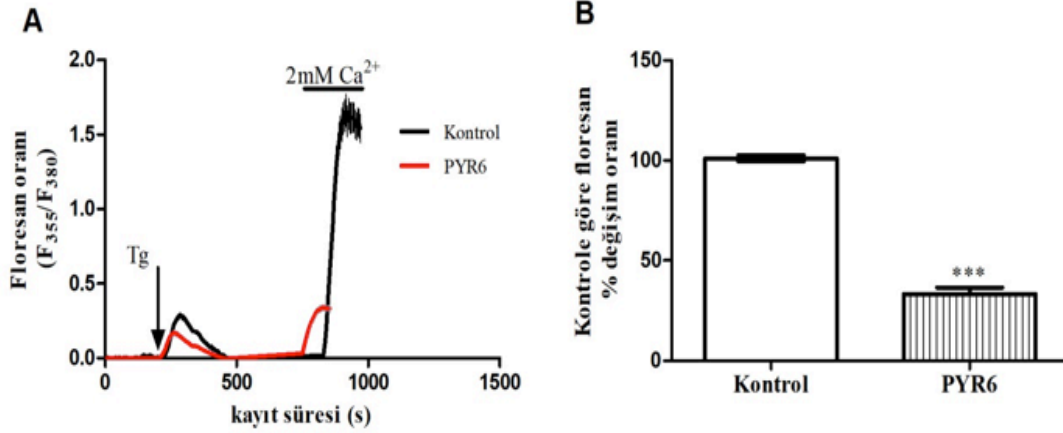 A
Floresan oranı
(F355/F380)
2.0
1.5
1.0
0.5
0.0
Tg
2mM Ca2+
Kontrol
PYR6
0
500
1000
1500
kayıt süresi (s)
B
Kontrole göre floresan
% değişim oranı
150
100
50
0
***
Kontrol
PYR6